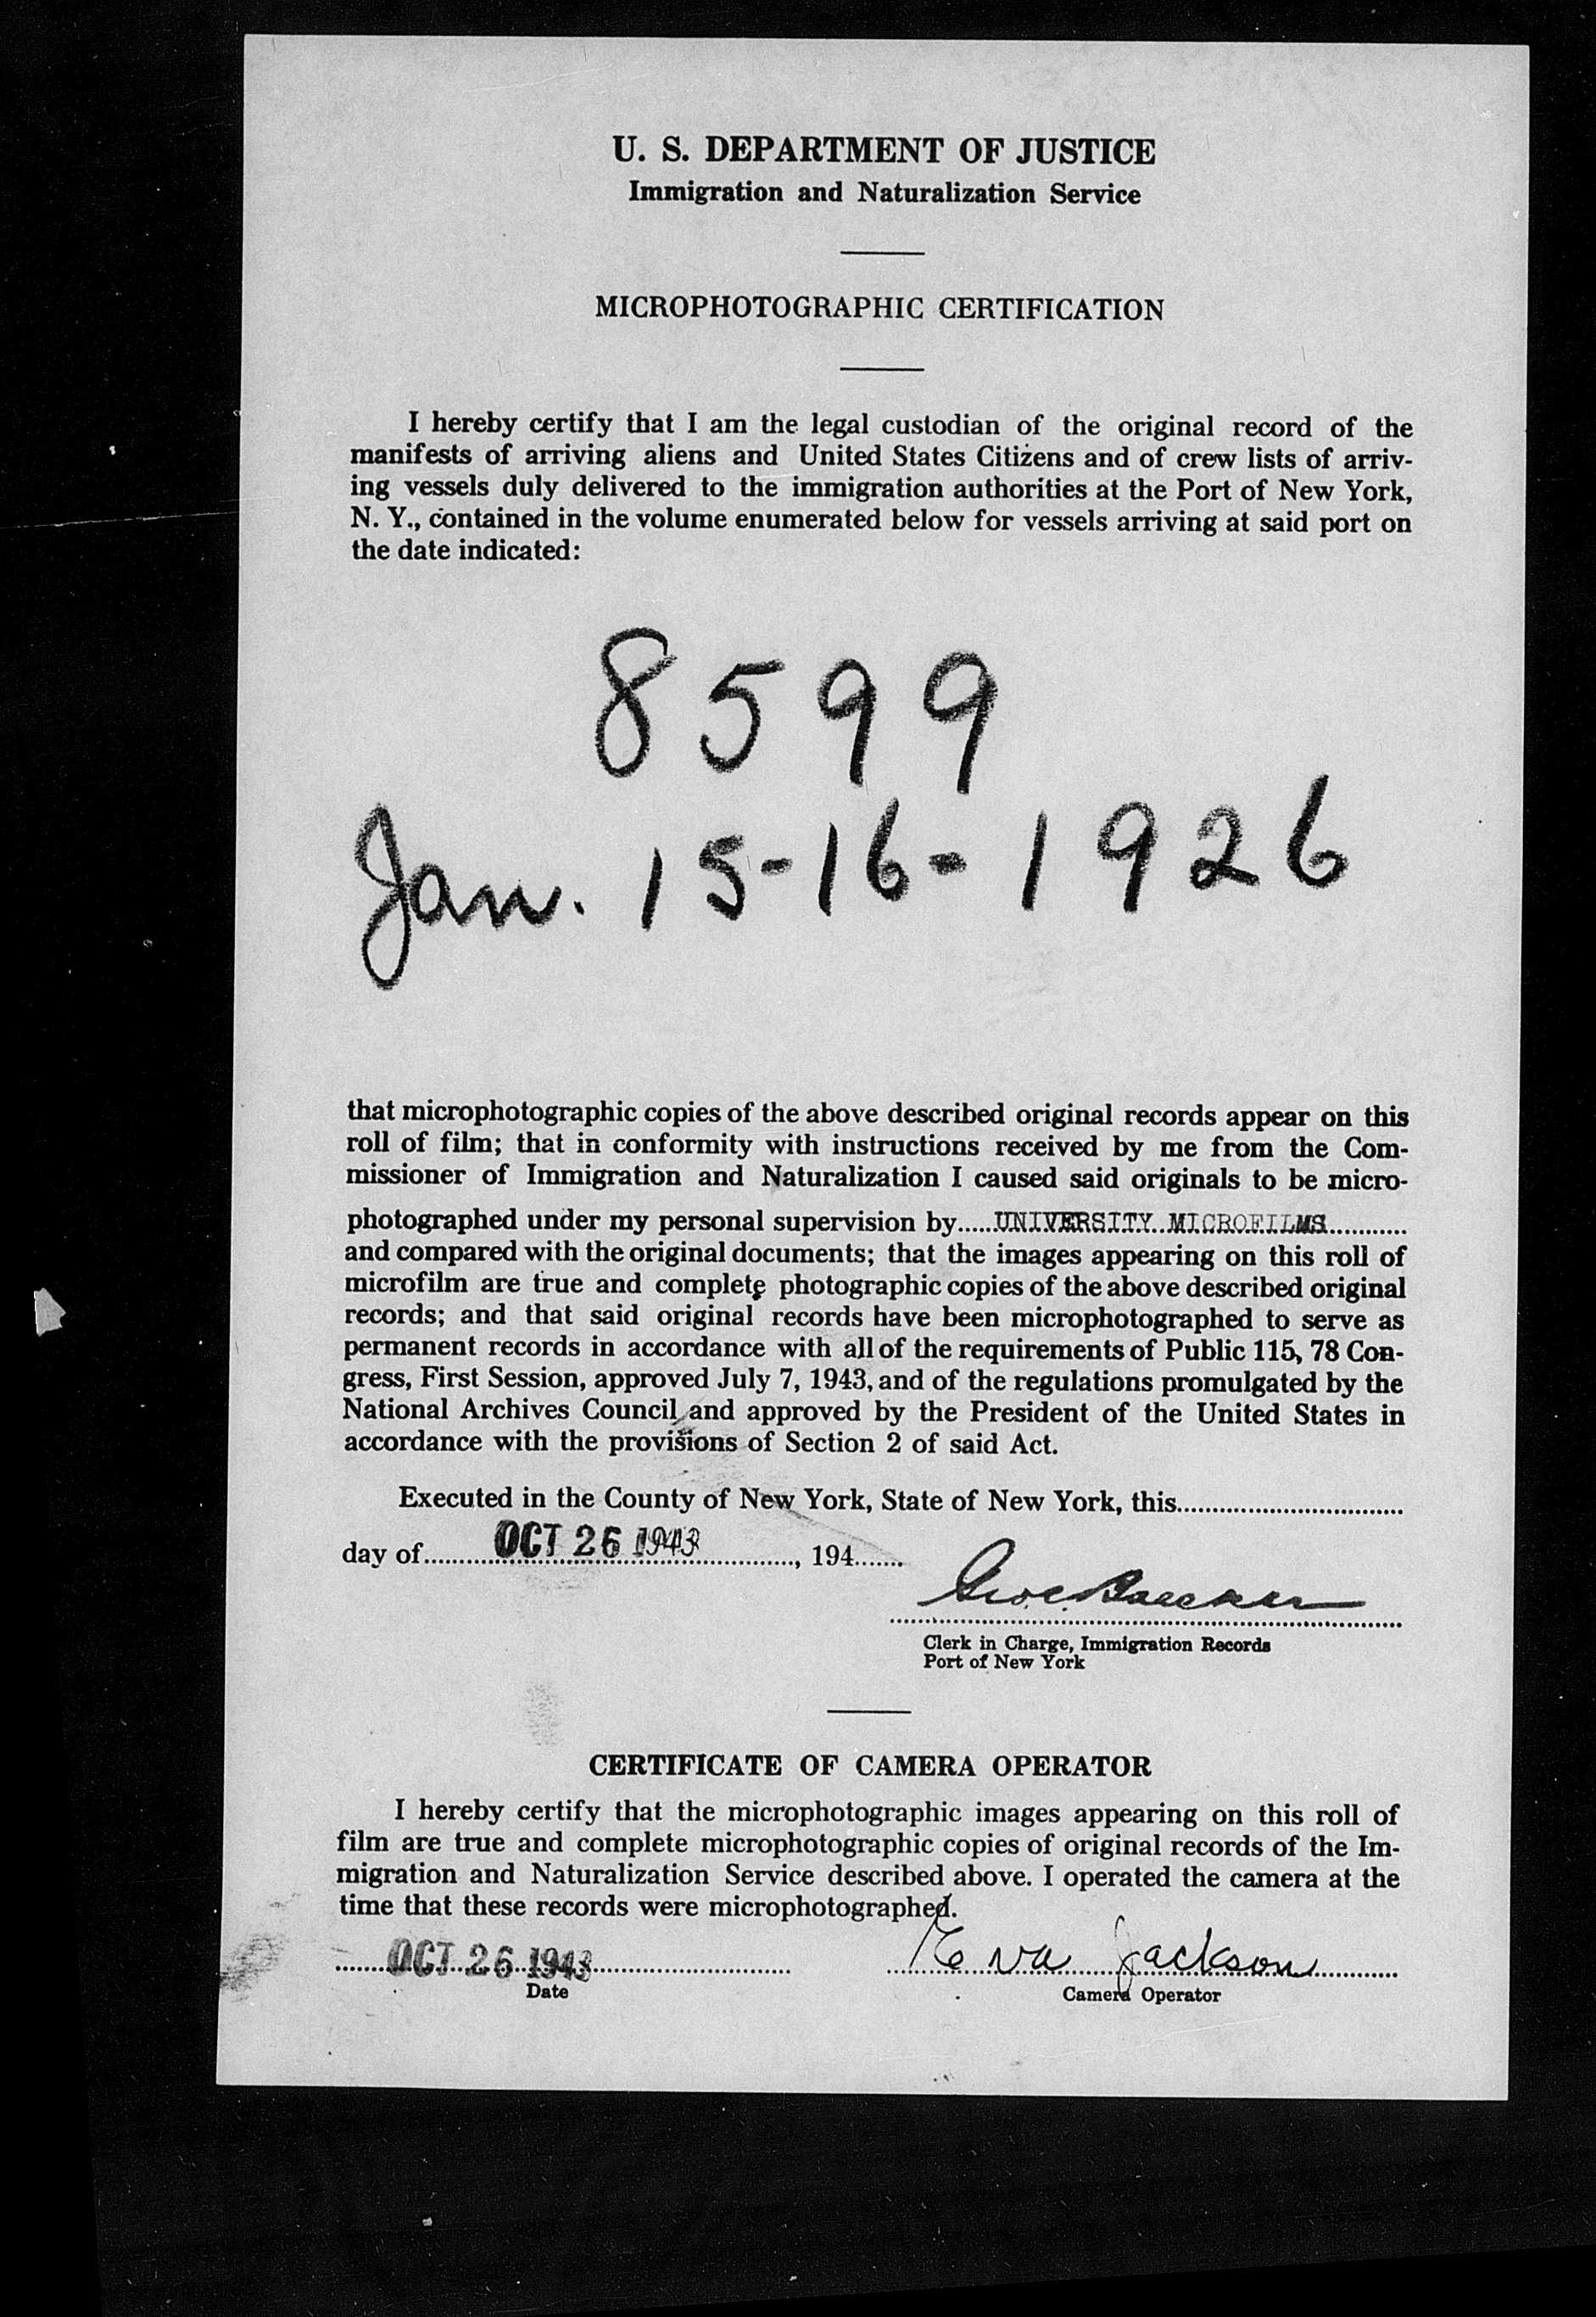 U. S. DEPARTMENT OF JUSTICE
Immigration and Naturalization Service
MICROPHOTOGRAPHIC CERTIFICATION
I hereby certify that I am the legal custodian of the original record of the
manifests of arriving aliens and United States Citizens and of crew lists of arriv-
ing vessels duly delivered to the immigration authorities at the Port of New York,
N. Y., contained in the volume enumerated below for vessels arriving at said port on
the date indicated:
8599
Jan. 15-16-1926
that microphotographic copies of the above described original records appear on this
roll of film; that in conformity with instructions received by me from the Com-
missioner of Immigration and Naturalization I caused said originals to be micro-
photographed under my personal supervision by.....UNIVERSITY MICROFILMS............
and compared with the original documents; that the images appearing on this roll of
microfilm are true and complete photographic copies of the above described original
records; and that said original records have been microphotographed to serve as
permanent records in accordance with all of the requirements of Public 115, 78 Con-
gress, First Session, approved July 7, 1943, and of the regulations promulgated by the
National Archives Council and approved by the President of the United States in
accordance with the provisions of Section 2 of said Act.
Executed in the County of New York, State of New York, this................................
day of.......... OCT 26 1943 .............., 194.......
Clerk in Charge, Immigration Records
Port of New York
CERTIFICATE OF CAMERA OPERATOR
I hereby certify that the microphotographic images appearing on this roll of
film are true and complete microphotographic copies of original records of the Im-
migration and Naturalization Service described above. I operated the camera at the
time that these records were microphotographed.
OCT 26 1943 Eva Jackson
Date Camera Operator